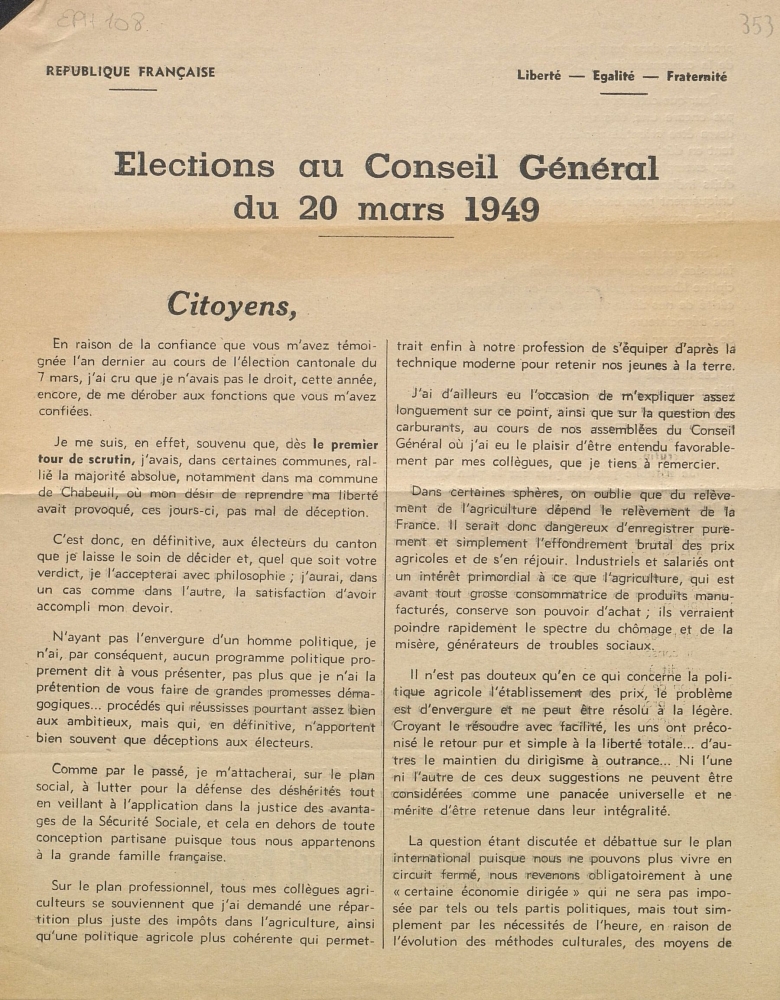 EPH 108
353
REPUBLIQUE FRANÇAISE
Liberté — Egalité — Fraternité
Elections au Conseil Général
du 20 mars 1949
Citoyens,
En raison de la confiance que vous m'avez témoi-
gnée l'an dernier au cours de l'élection cantonale du
7 mars, j'ai cru que je n'avais pas le droit, cette année,
encore, de me dérober aux fonctions que vous m'avez
confiées.
Je me suis, en effet, souvenu que, dès le premier
tour de scrutin, j'avais, dans certaines communes, ral-
lié la majorité absolue, notamment dans ma commune
de Chabeuil, où mon désir de reprendre ma liberté
avait provoqué, ces jours-ci, pas mal de déception.
C'est donc, en définitive, aux électeurs du canton
que je laisse le soin de décider et, quel que soit votre
verdict, je l'accepterai avec philosophie ; j'aurai, dans
un cas comme dans l'autre, la satisfaction d'avoir
accompli mon devoir.
N'ayant pas l'envergure d'un homme politique, je
n'ai, par conséquent, aucun programme politique pro-
prement dit à vous présenter, pas plus que je n'ai la
prétention de vous faire de grandes promesses déma-
gogiques... procédés qui réussisses pourtant assez bien
aux ambitieux, mais qui, en définitive, n'apportent
bien souvent que déceptions aux électeurs.
Comme par le passé, je m'attacherai, sur le plan
social, à lutter pour la défense des déshérités tout
en veillant à l'application dans la justice des avanta-
ges de la Sécurité Sociale, et cela en dehors de toute
conception partisane puisque tous nous appartenons
à la grande famille française.
Sur le plan professionnel, tous mes collègues agri-
culteurs se souviennent que j'ai demandé une répar-
tition plus juste des impôts dans l'agriculture, ainsi
qu'une politique agricole plus cohérente qui permet-
trait enfin à notre profession de s'équiper d'après la
technique moderne pour retenir nos jeunes à la terre.
J'ai d'ailleurs eu l'occasion de m'expliquer assez
longuement sur ce point, ainsi que sur la question des
carburants, au cours de nos assemblées du Conseil
Général où j'ai eu le plaisir d'être entendu favorable-
ment par mes collègues, que je tiens à remercier.
Dans certaines sphères, on oublie que du relève-
ment de l'agriculture dépend le relèvement de la
France. Il serait donc dangereux d'enregistrer pure-
ment et simplement l'effondrement brutal des prix
agricoles et de s'en réjouir. Industriels et salariés ont
un intérêt primordial à ce que l'agriculture, qui est
avant tout grosse consommatrice de produits manu-
facturés, conserve son pouvoir d'achat ; ils verraient
poindre rapidement le spectre du chômage et de la
misère, générateurs de troubles sociaux.
Il n'est pas douteux qu'en ce qui concerne la poli-
tique agricole l'établissement des prix, le problème
est d'envergure et ne peut être résolu à la légère.
Croyant le résoudre avec facilité, les uns ont préco-
nisé le retour pur et simple à la liberté totale... d'au-
tres le maintien du dirigisme à outrance... Ni l'une
ni l'autre de ces deux suggestions ne peuvent être
considérées comme une panacée universelle et ne
mérite d'être retenue dans leur intégralité.
La question étant discutée et débattue sur le plan
international puisque nous ne pouvons plus vivre en
circuit fermé, nous revenons obligatoirement à une
« certaine économie dirigée » qui ne sera pas impo-
sée par tels ou tels partis politiques, mais tout sim-
plement par les nécessités de l'heure, en raison de
l'évolution des méthodes culturales, des moyens de